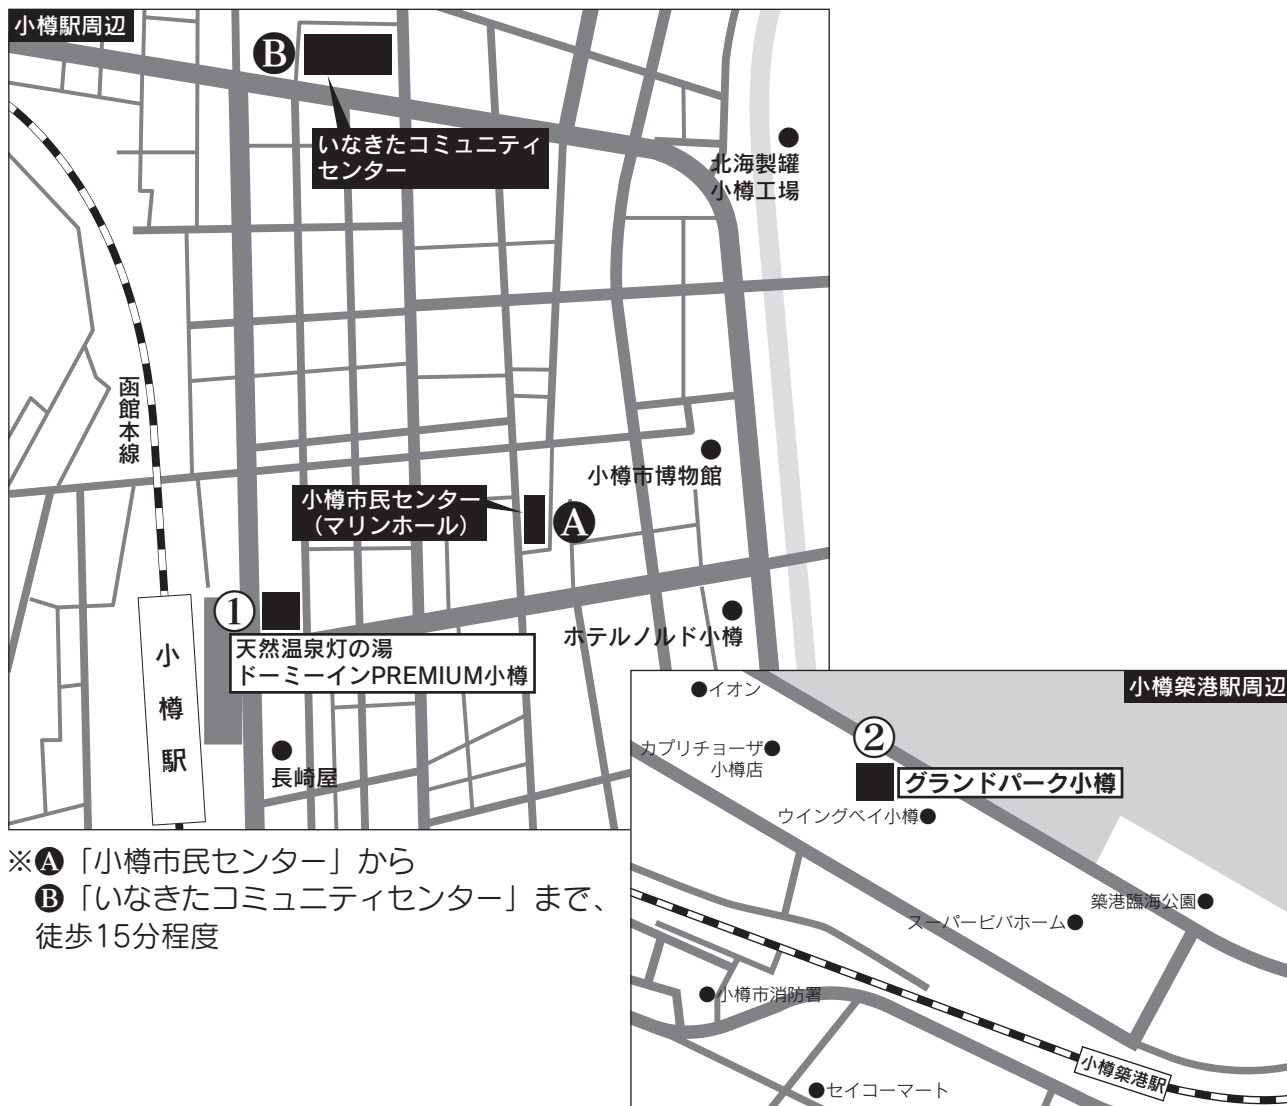 小樽駅周辺
B
いなきたコミュニティ
センター
北海製罐
小樽工場
函館本線
小樽市博物館
小樽市民センター
（マリンホール）
A
①
天然温泉灯の湯
ドーミーインPREMIUM小樽
ホテルノルド小樽
小樽駅
長崎屋
※A「小樽市民センター」から
B「いなきたコミュニティセンター」まで、
徒歩15分程度
小樽築港駅周辺
イオン
②
カプリチョーザ
小樽店
グランドパーク小樽
ウイングベイ小樽
築港臨海公園
スーパービバホーム
小樽市消防署
小樽築港駅
セイコーマート